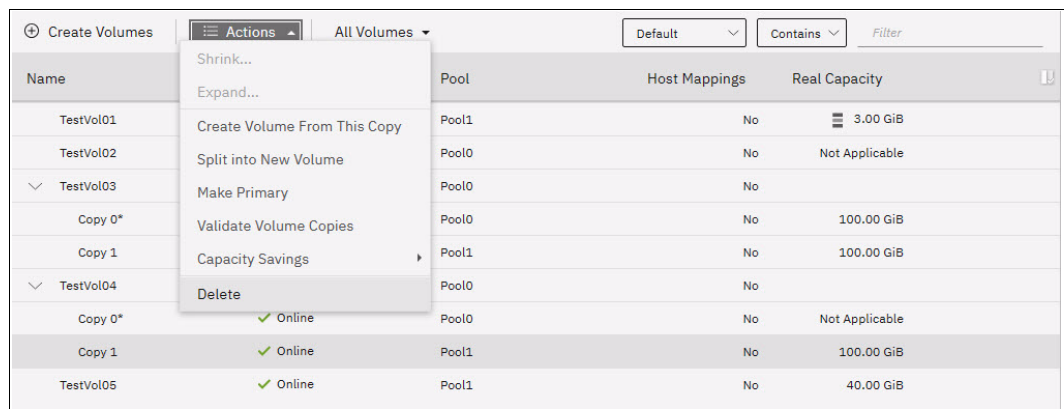 Create Volumes Actions All Volumes Default Contains Filter
Name Pool Host Mappings Real Capacity
Shrink...
Expand...
Create Volume From This Copy
Split into New Volume
Make Primary
Validate Volume Copies
Capacity Savings
Delete
TestVol01 Pool1 No 3.00 GiB
TestVol02 Pool0 No Not Applicable
TestVol03 Pool0 No
Copy 0* Pool0 No 100.00 GiB
Copy 1 Pool1 No 100.00 GiB
TestVol04 Pool0 No
Copy 0* Online Pool0 No Not Applicable
Copy 1 Online Pool1 No 100.00 GiB
TestVol05 Online Pool1 No 40.00 GiB